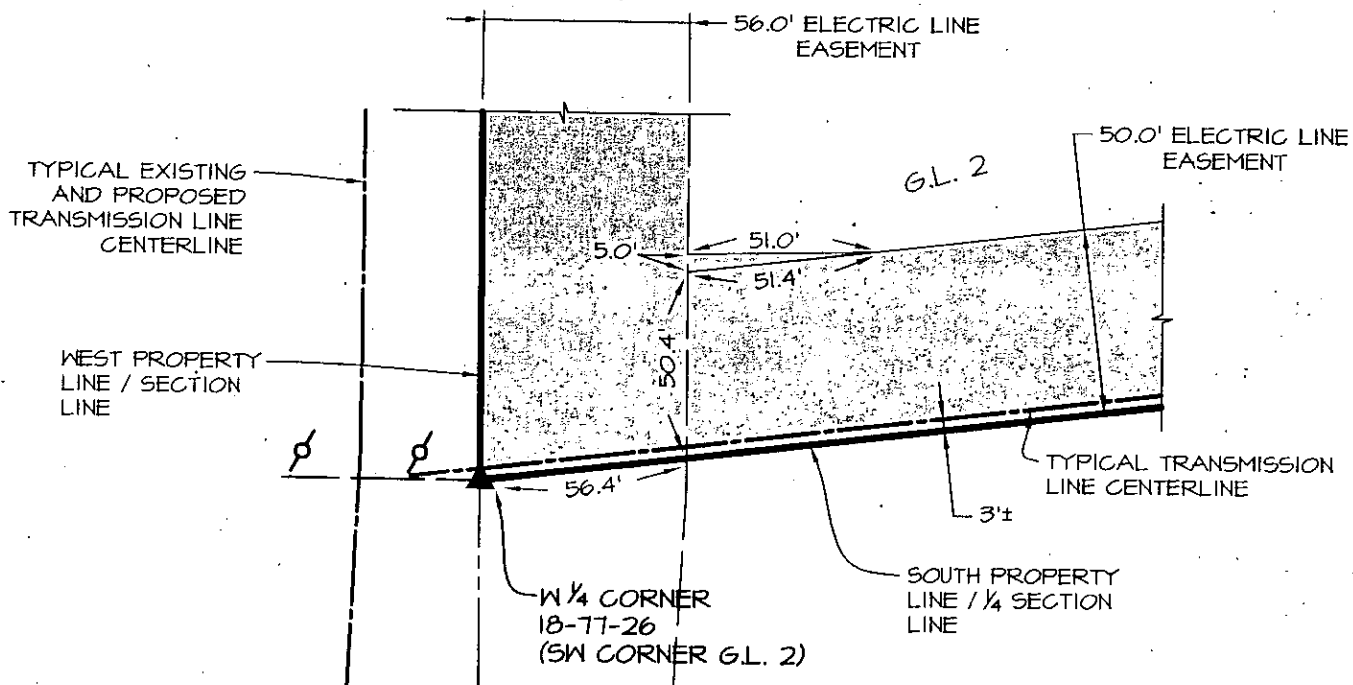 56.0' ELECTRIC LINE
EASEMENT
50.0' ELECTRIC LINE
EASEMENT
TYPICAL EXISTING
AND PROPOSED
TRANSMISSION LINE
CENTERLINE
G.L. 2
5.0'
51.0'
51.4'
50.4'
WEST PROPERTY
LINE / SECTION
LINE
56.4'
TYPICAL TRANSMISSION
LINE CENTERLINE
3'±
W ¼ CORNER
18-77-26
(SW CORNER G.L. 2)
SOUTH PROPERTY
LINE / ¼ SECTION
LINE